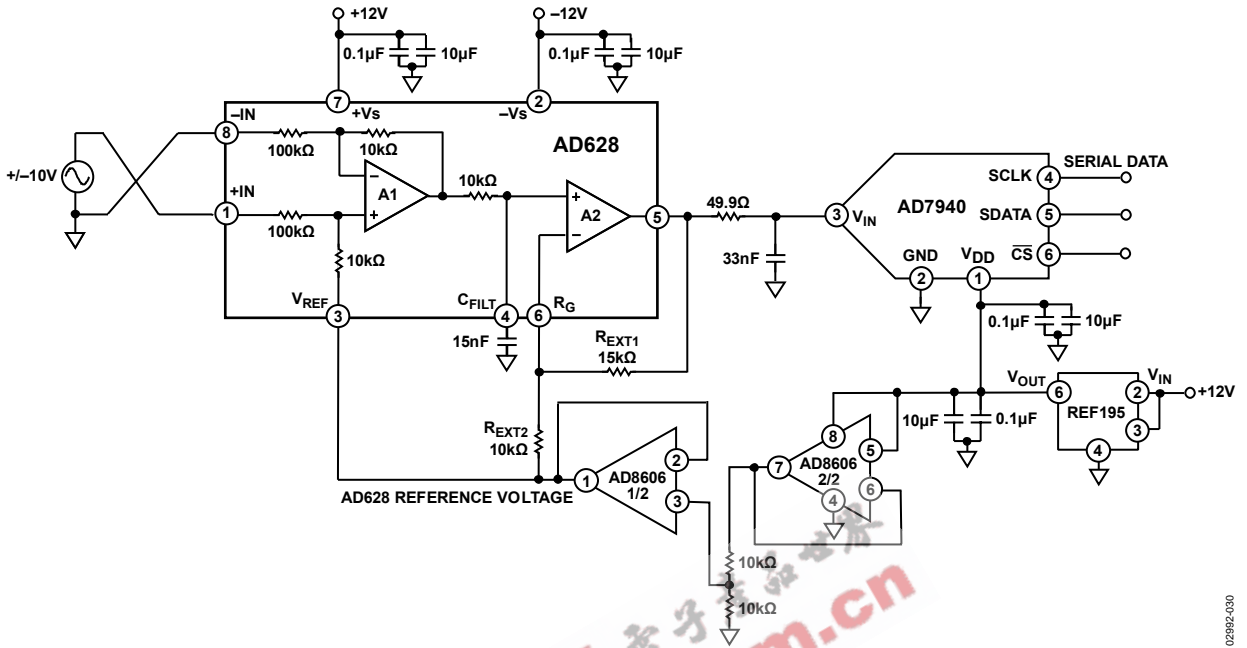 +12V
–12V
0.1µF
10µF
0.1µF
10µF
7
2
–IN
+Vs
–Vs
8
100kΩ
10kΩ
AD628
SERIAL DATA
+/–10V
–
A1
+
10kΩ
+
A2
–
5
49.9Ω
3
VIN
AD7940
SCLK
4
SDATA
5
CS
6
+IN
1
100kΩ
10kΩ
33nF
GND
2
VDD
1
VREF
3
CFILT
4
6
RG
15nF
REXT1
15kΩ
0.1µF
10µF
VOUT
6
VIN
2
+12V
REF195
3
4
10µF
0.1µF
8
5
7
AD8606
2/2
6
4
REXT2
10kΩ
2
1
AD8606
1/2
3
AD628 REFERENCE VOLTAGE
10kΩ
10kΩ
m.cn
02992-030